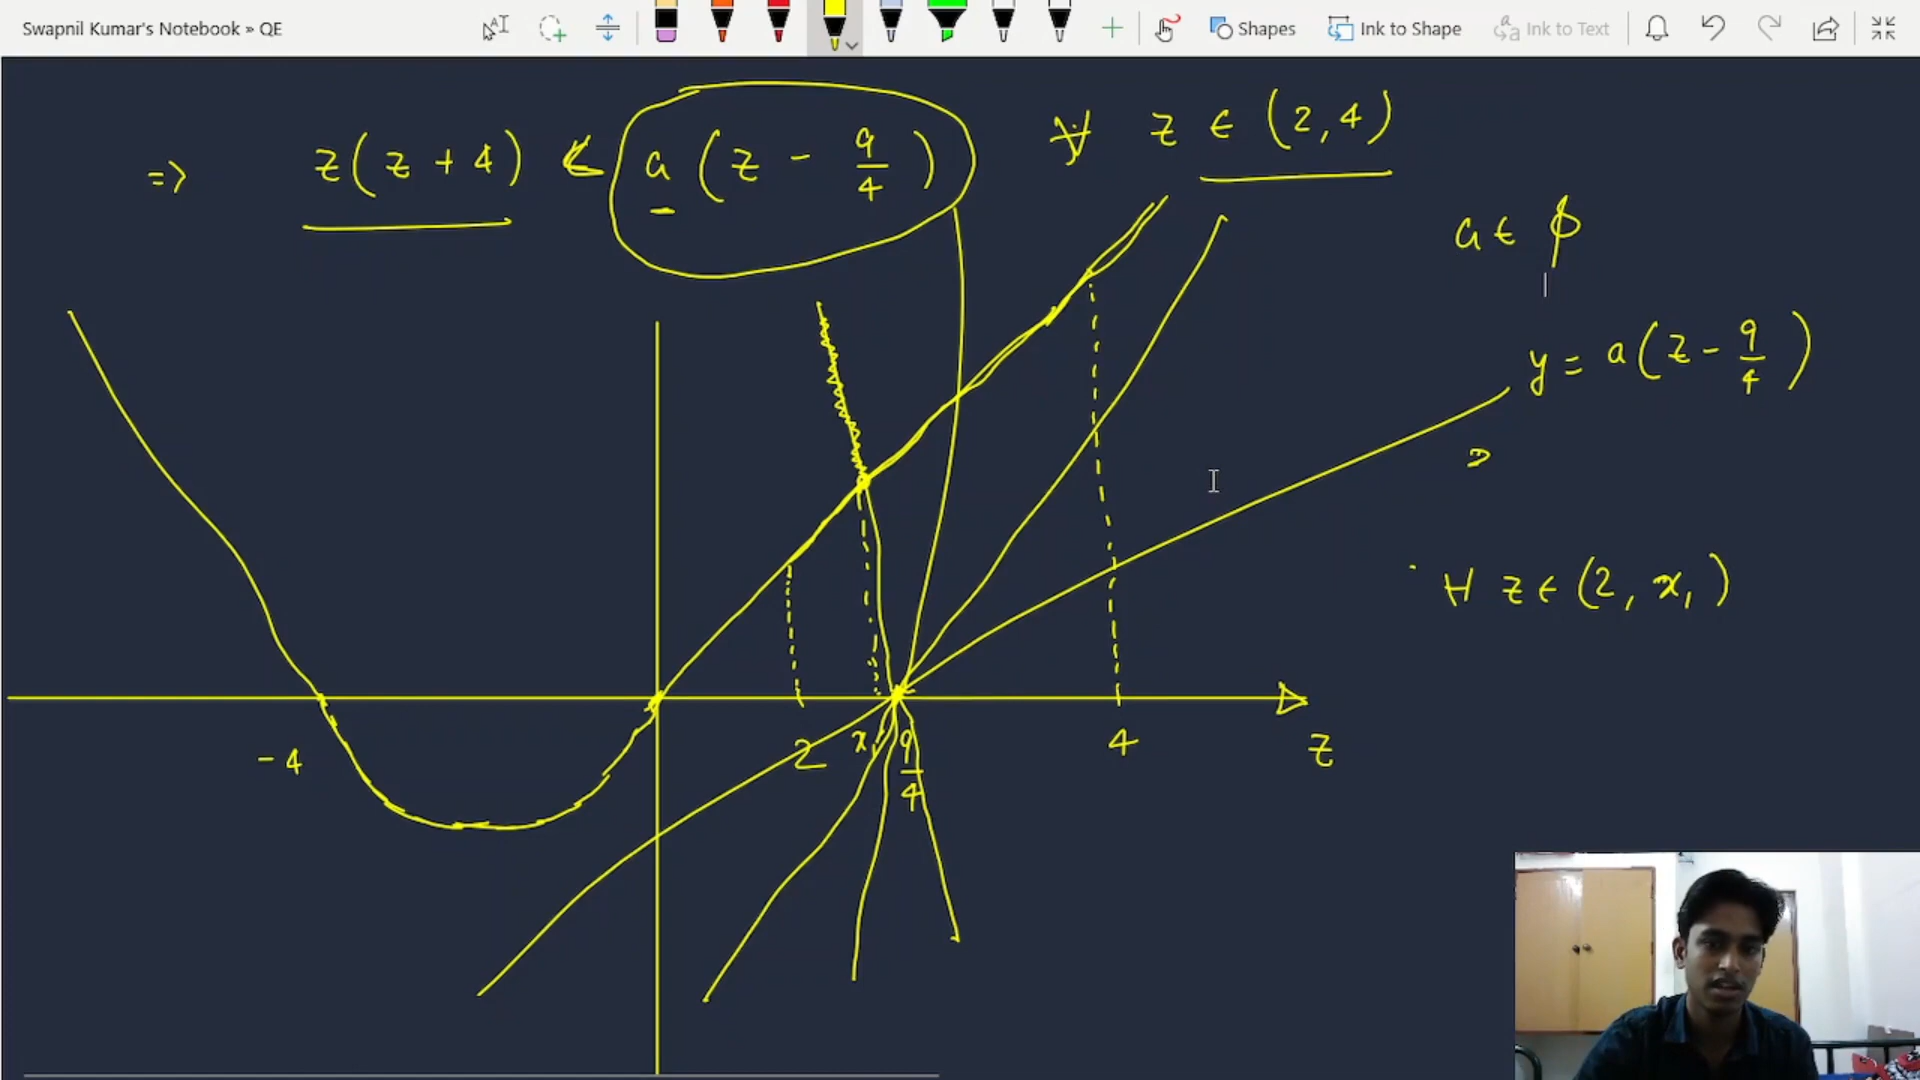 Swapnil Kumar's Notebook » QE
Shapes
Ink to Shape
Ink to Text
=> z(z + 4) < a(z - 9/4) ∀ z ∈ (2,4)
a ∈ ϕ
y = a(z - 9/4)
∀ z ∈ (2, x₁)
-4 2 x₁ 9/4 4 z